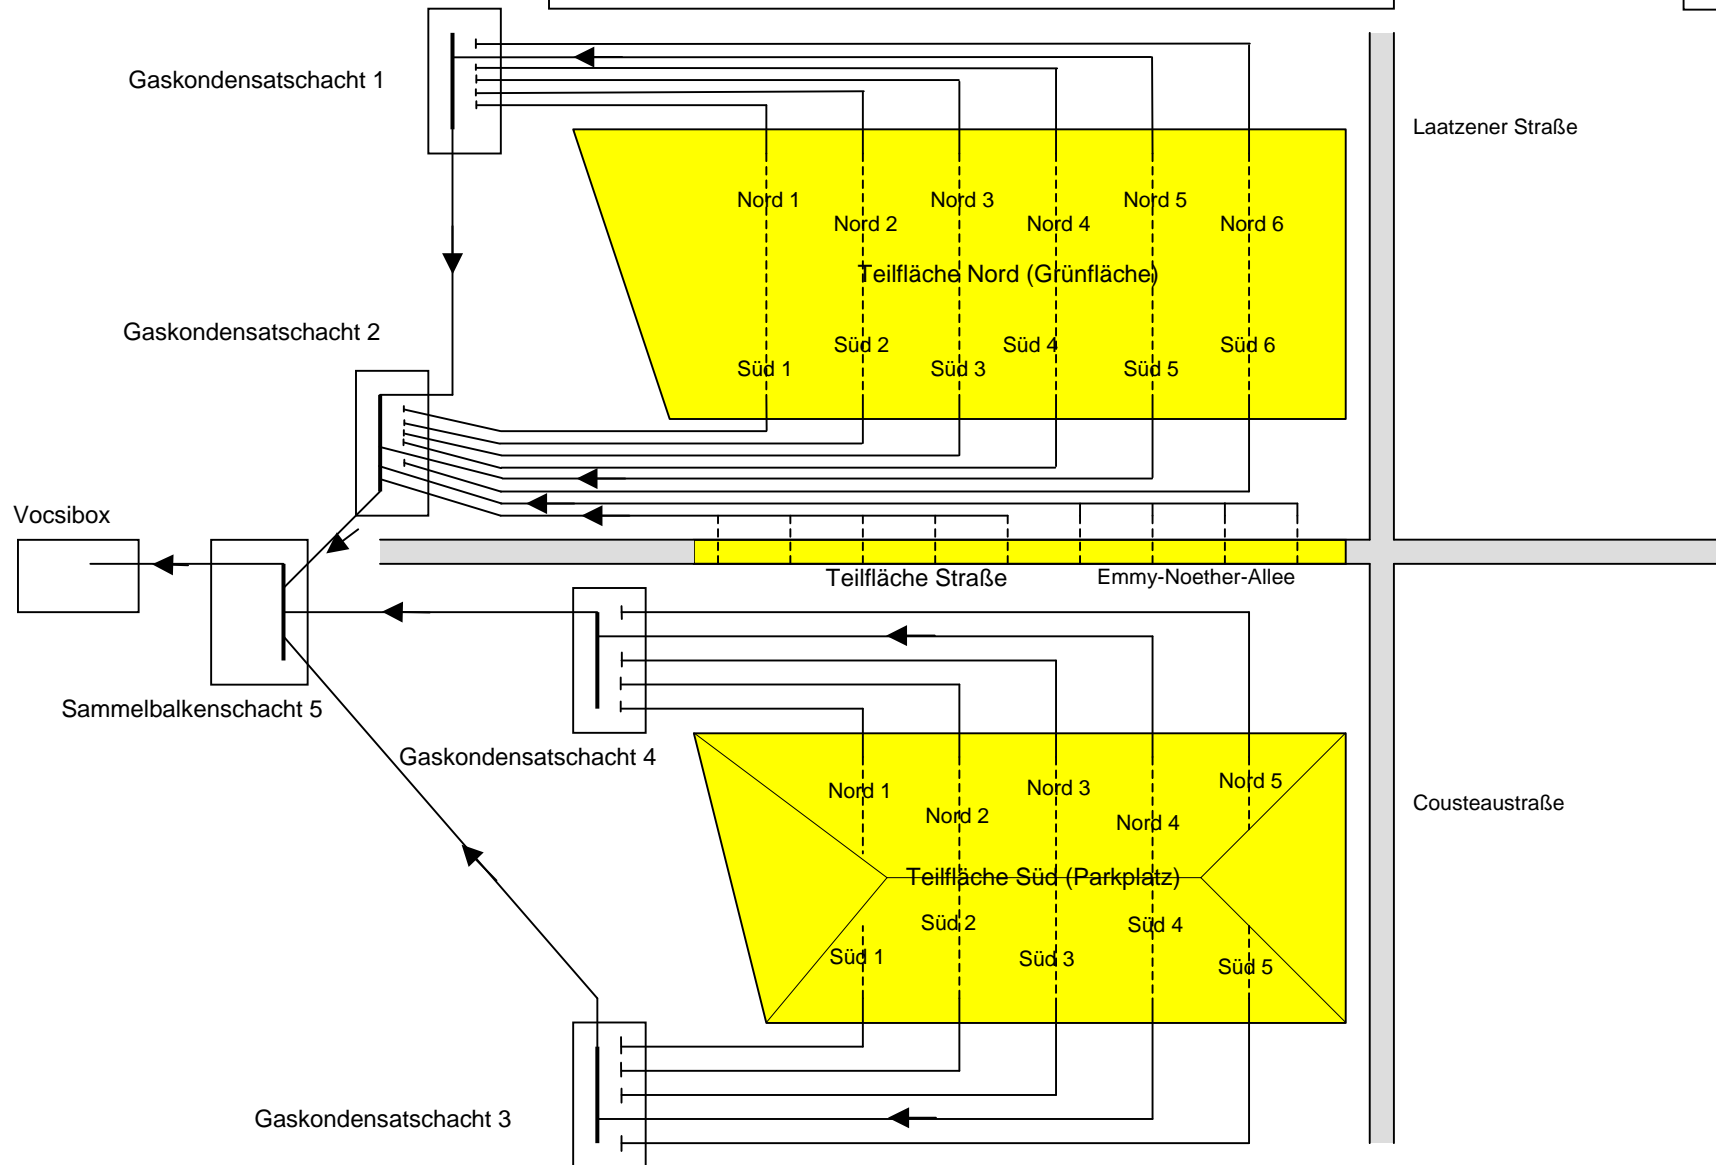 Gaskondensatschacht 1
Laatzener Straße
Nord 1
Nord 3
Nord 5
Nord 2
Nord 4
Nord 6
Teilfläche Nord (Grünfläche)
Gaskondensatschacht 2
Süd 2
Süd 4
Süd 6
Süd 1
Süd 3
Süd 5
Vocsibox
Teilfläche Straße
Emmy-Noether-Allee
Sammelbalkenschacht 5
Gaskondensatschacht 4
Nord 1
Nord 3
Nord 5
Nord 2
Nord 4
Cousteaustraße
Teilfläche Süd (Parkplatz)
Süd 2
Süd 4
Süd 1
Süd 3
Süd 5
Gaskondensatschacht 3